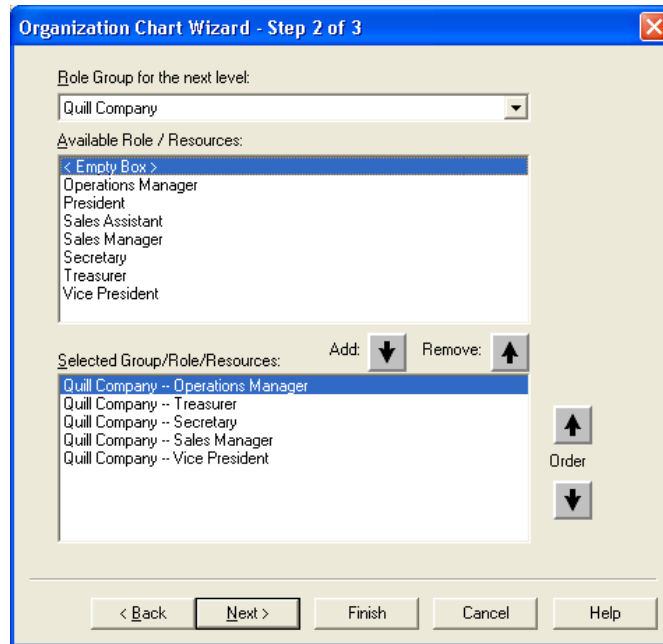 Organization Chart Wizard - Step 2 of 3
Role Group for the next level:
Quill Company
Available Role / Resources:
< Empty Box >
Operations Manager
President
Sales Assistant
Sales Manager
Secretary
Treasurer
Vice President
Add:
Remove:
Selected Group/Role/Resources:
Quill Company -- Operations Manager
Quill Company -- Treasurer
Quill Company -- Secretary
Quill Company -- Sales Manager
Quill Company -- Vice President
Order
< Back
Next >
Finish
Cancel
Help